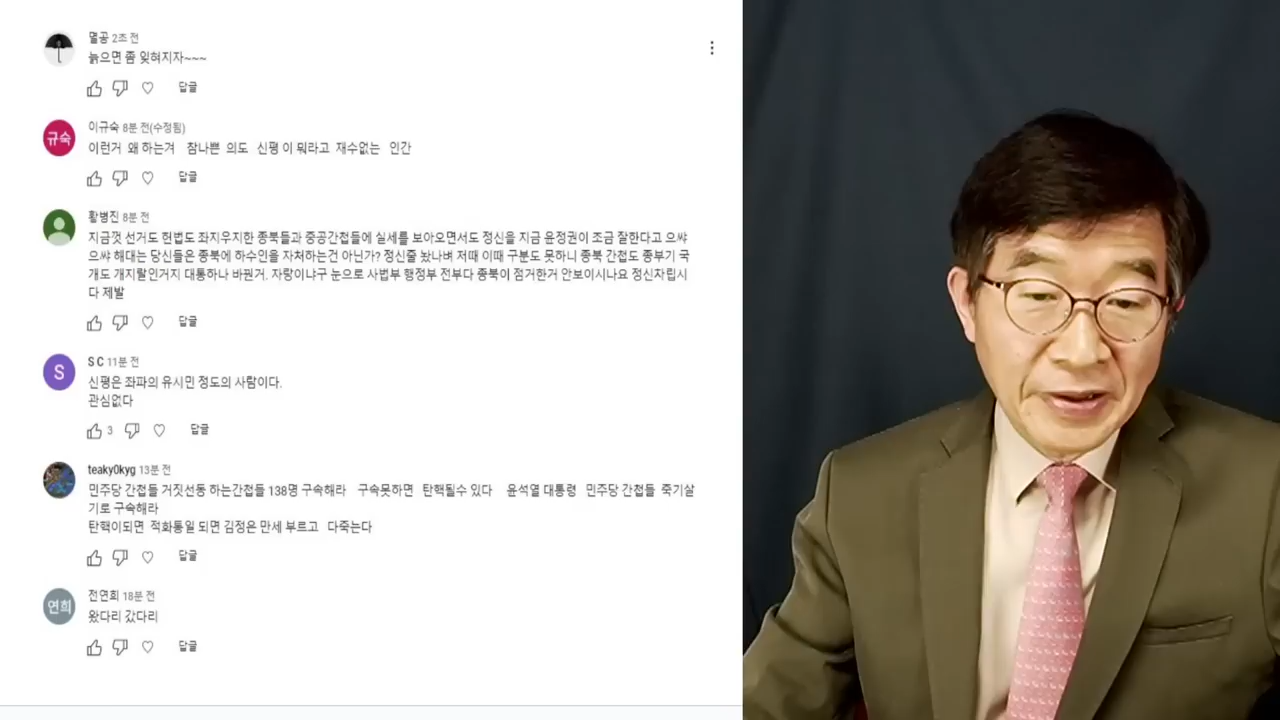 멸공 2초 전
늙으면 좀 잊혀지자~~~
답글
규숙
이규숙 8분 전(수정됨)
이런거 왜 하는겨 참나쁜 의도 신평 이 뭐라고 재수없는 인간
답글
황병진 8분 전
지금껏 선거도 헌법도 좌지우지한 종북들과 중공간첩들에 실세를 보아오면서도 정신을 지금 윤정권이 조금 잘한다고 으쌰
으쌰 해대는 당신들은 종북에 하수인을 자처하는건 아닌가? 정신줄 놨나벼 저때 이때 구분도 못하니 종북 간첩도 종부기 국
개도 개지랄인거지 대통하나 바꿘거. 자랑이냐구 눈으로 사법부 행정부 전부다 종북이 점거한거 안보이시나요 정신차립시
다 제발
답글
S
S C 11분 전
신평은 좌파의 유시민 정도의 사람이다.
관심없다
3
답글
teaky0kyg 13분 전
민주당 간첩들 거짓선동 하는간첩들 138명 구속해라 구속못하면 탄핵될수 있다 윤석열 대통령 민주당 간첩들 죽기살
기로 구속해라
탄핵이되면 적화통일 되면 김정은 만세 부르고 다죽는다
답글
연희
전연희 18분 전
왔다리 갔다리
답글